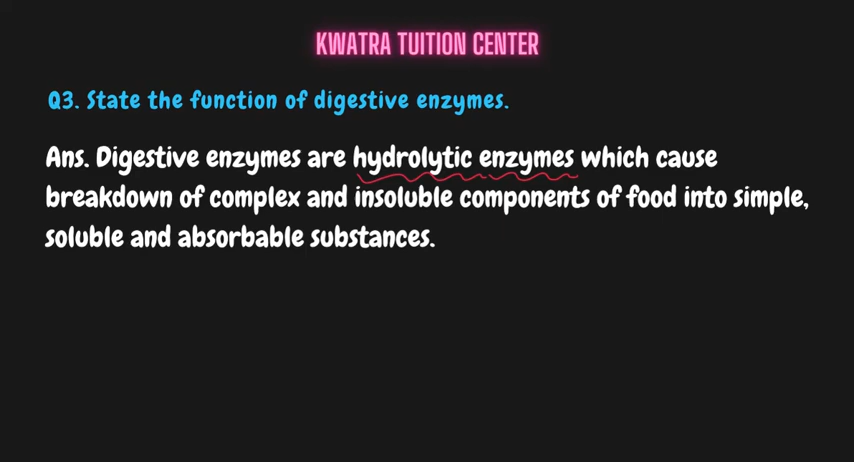 KWATRA TUITION CENTER
Q3. State the function of digestive enzymes.
Ans. Digestive enzymes are hydrolytic enzymes which cause
breakdown of complex and insoluble components of food into simple,
soluble and absorbable substances.